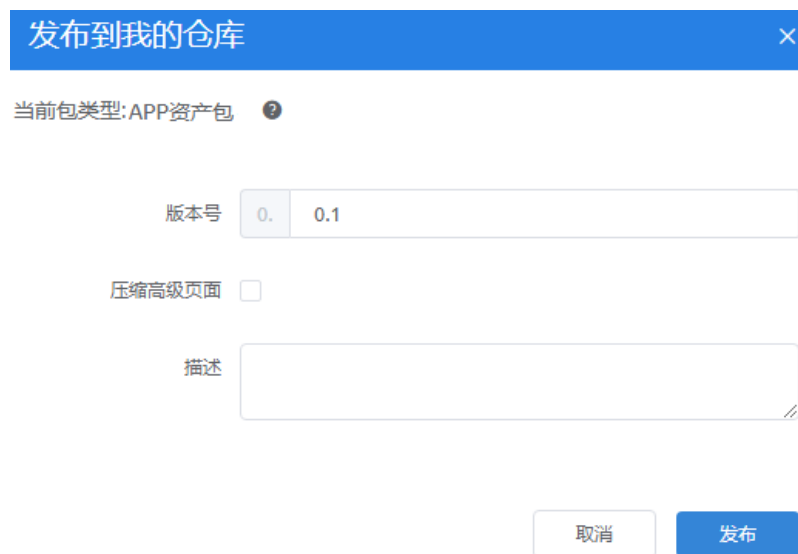 发布到我的仓库
当前包类型:APP资产包
版本号 0. 0.1
压缩高级页面
描述
取消 发布